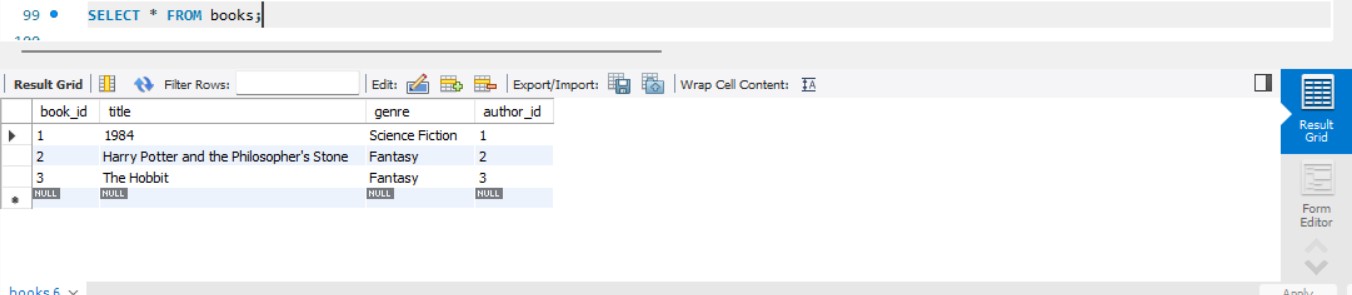 99 SELECT * FROM books;
100
Result Grid Filter Rows: Edit: Export/Import: Wrap Cell Content: IA
book_id title genre author_id
1 1984 Science Fiction 1
2 Harry Potter and the Philosopher's Stone Fantasy 2
3 The Hobbit Fantasy 3
NULL NULL NULL NULL
Result
Grid
Form
Editor
books 6
Apply